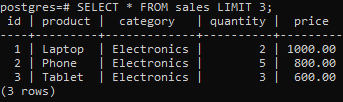 postgres=# SELECT * FROM sales LIMIT 3;
 id | product |  category   | quantity |  price
----+---------+-------------+----------+---------
  1 | Laptop  | Electronics |        2 | 1000.00
  2 | Phone   | Electronics |        5 |  800.00
  3 | Tablet  | Electronics |        3 |  600.00
(3 rows)